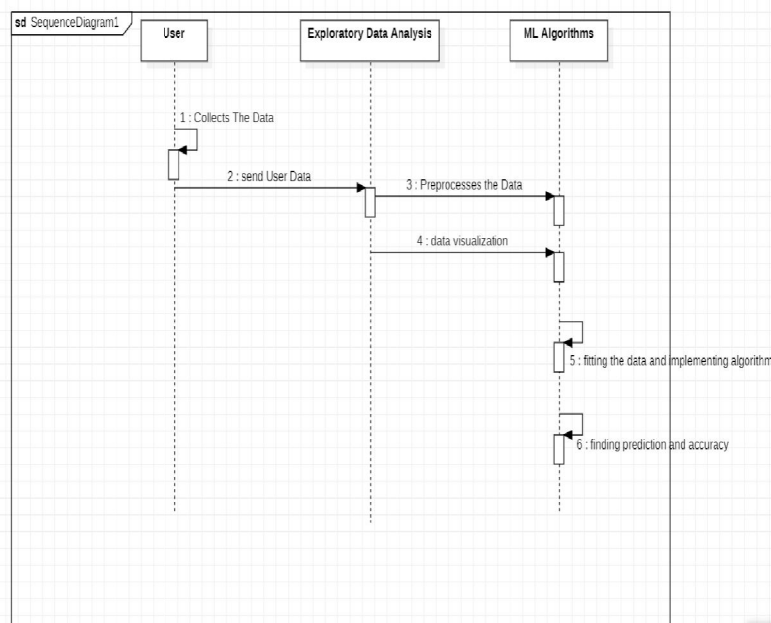 sd SequenceDiagram1
User
Exploratory Data Analysis
ML Algorithms
1 : Collects The Data
2 : send User Data
3 : Preprocesses the Data
4 : data visualization
5 : fitting the data and implementing algorithm
6 : finding prediction and accuracy